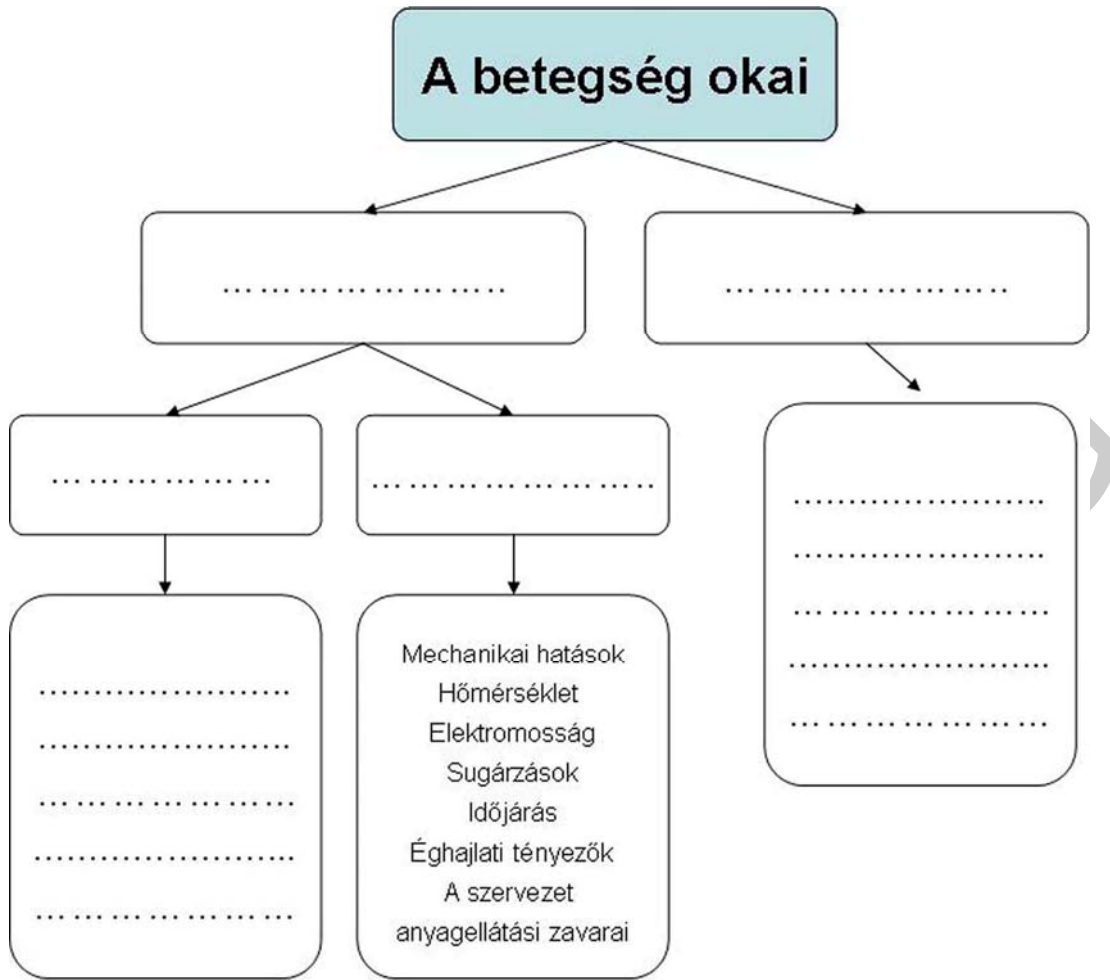 A betegség okai
… … … … … … … ..
… … … … … … … ..
… … … … … …
… … … … … … … ..
……………………..
……………………..
… … … … … … …
……………………...
… … … … … … …
Mechanikai hatások
Hőmérséklet
Elektromosság
Sugárzások
Időjárás
Éghajlati tényezők
A szervezet
anyagellátási zavarai
……………………..
……………………..
… … … … … … …
……………………...
… … … … … … …